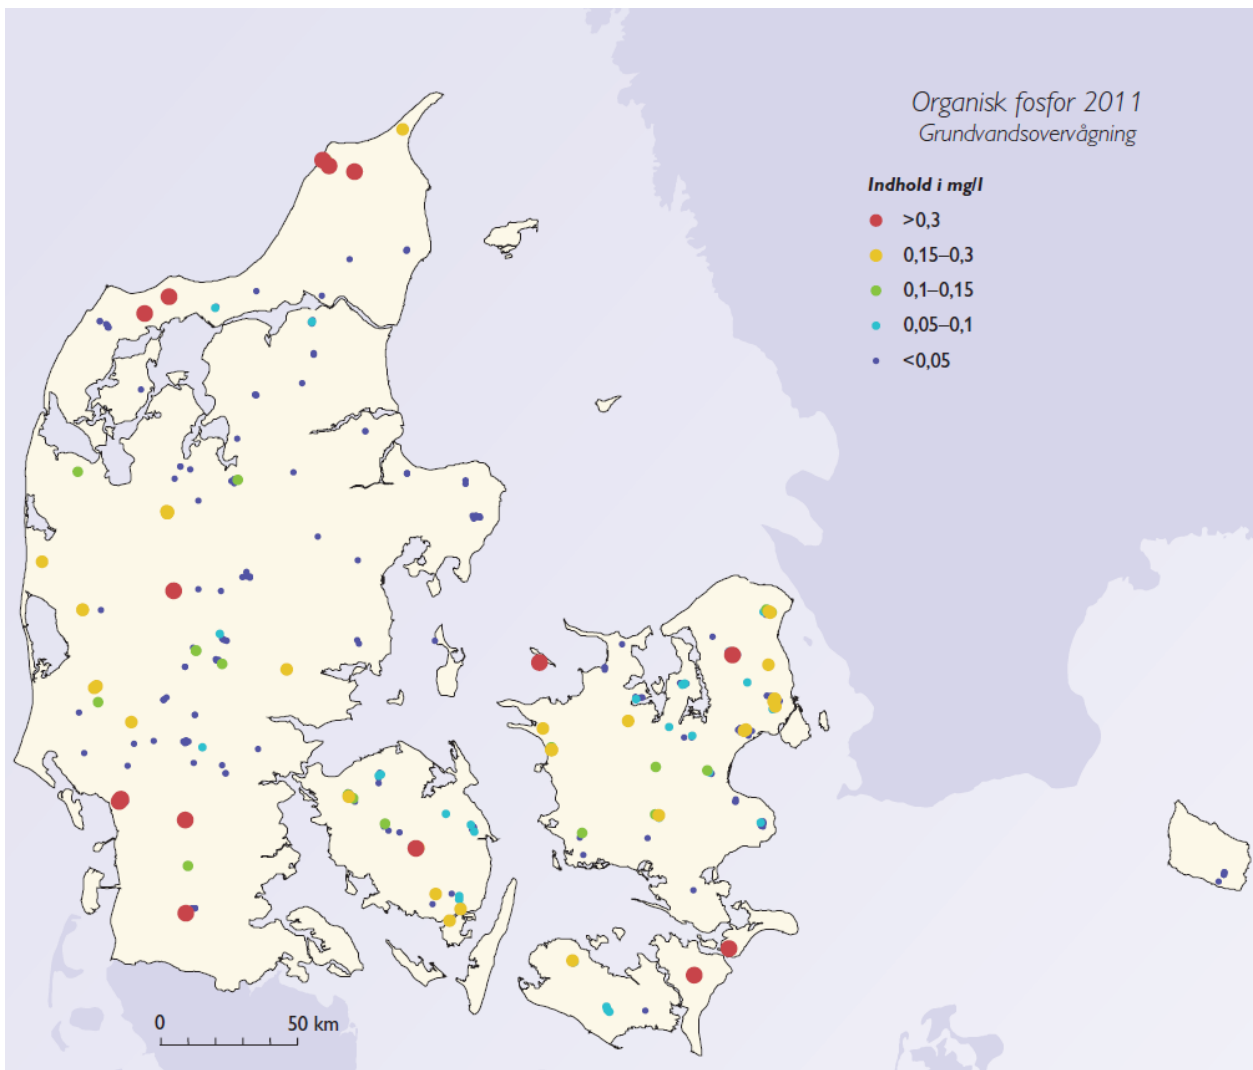 Organisk fosfor 2011
Grundvandsovervågning
Indhold i mg/l
>0,3
0,15–0,3
0,1–0,15
0,05–0,1
<0,05
0 50 km